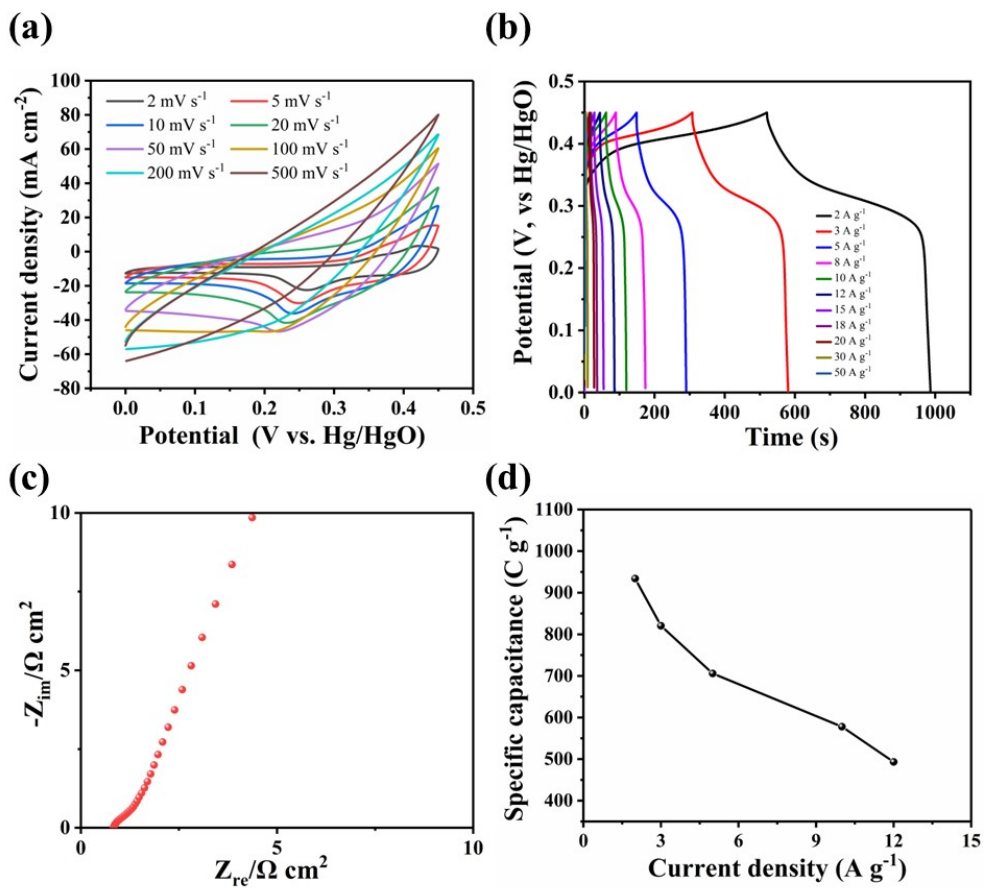 (a)
100
80
60
40
20
0
-20
-40
-60
-80
Current density (mA cm⁻²)
2 mV s⁻¹ 5 mV s⁻¹
10 mV s⁻¹ 20 mV s⁻¹
50 mV s⁻¹ 100 mV s⁻¹
200 mV s⁻¹ 500 mV s⁻¹
0.0 0.1 0.2 0.3 0.4 0.5
Potential (V vs. Hg/HgO)
(b)
0.5
0.4
0.3
0.2
0.1
0.0
Potential (V, vs Hg/HgO)
2 A g⁻¹
3 A g⁻¹
5 A g⁻¹
8 A g⁻¹
10 A g⁻¹
12 A g⁻¹
15 A g⁻¹
18 A g⁻¹
20 A g⁻¹
30 A g⁻¹
50 A g⁻¹
0 200 400 600 800 1000
Time (s)
(c)
10
5
0
-Zim/Ω cm²
0 5 10
Zre/Ω cm²
(d)
1100
1000
900
800
700
600
500
400
Specific capacitance (C g⁻¹)
0 3 6 9 12 15
Current density (A g⁻¹)